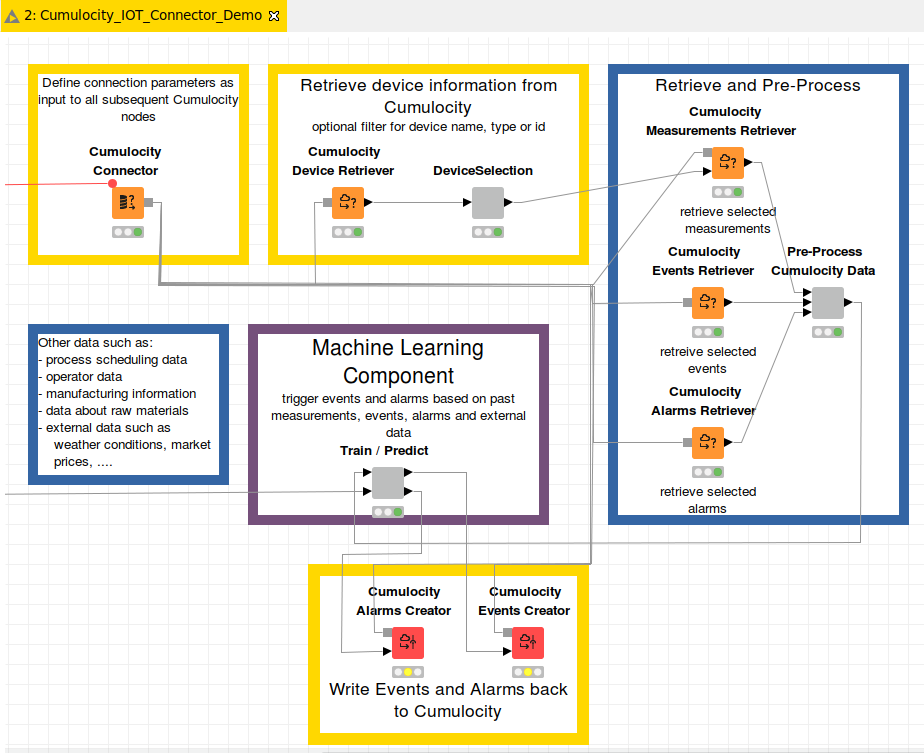 2: Cumulocity_IOT_Connector_Demo
Define connection parameters as
input to all subsequent Cumulocity
nodes
Cumulocity
Connector
Retrieve device information from
Cumulocity
optional filter for device name, type or id
Cumulocity
Device Retriever
DeviceSelection
Retrieve and Pre-Process
Cumulocity
Measurements Retriever
retrieve selected
measurements
Cumulocity
Events Retriever
retreive selected
events
Pre-Process
Cumulocity Data
Cumulocity
Alarms Retriever
retrieve selected
alarms
Other data such as:
- process scheduling data
- operator data
- manufacturing information
- data about raw materials
- external data such as
weather conditions, market
prices, ....
Machine Learning
Component
trigger events and alarms based on past
measurements, events, alarms and external
data
Train / Predict
Cumulocity
Alarms Creator
Cumulocity
Events Creator
Write Events and Alarms back
to Cumulocity